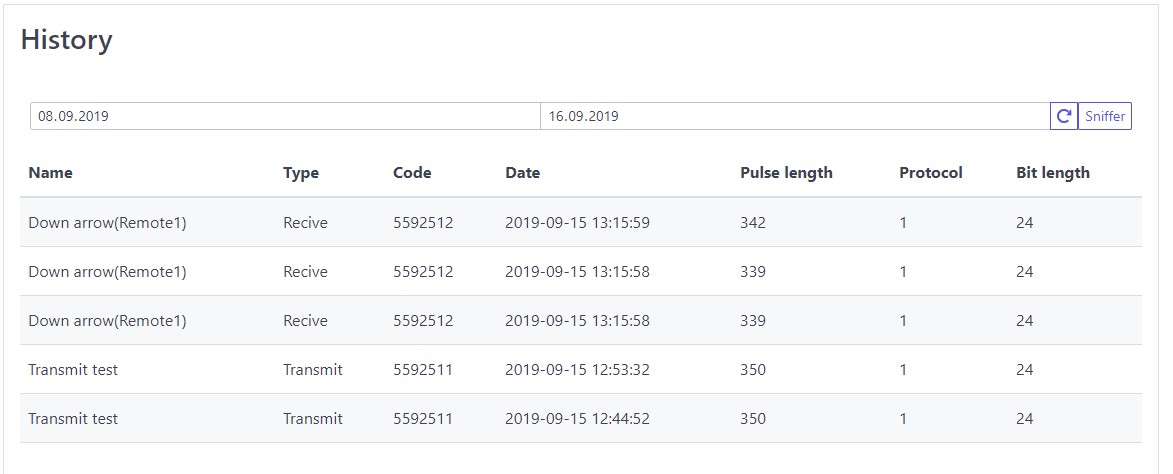 History
08.09.2019 16.09.2019 Sniffer
Name Type Code Date Pulse length Protocol Bit length
Down arrow(Remote1) Recive 5592512 2019-09-15 13:15:59 342 1 24
Down arrow(Remote1) Recive 5592512 2019-09-15 13:15:58 339 1 24
Down arrow(Remote1) Recive 5592512 2019-09-15 13:15:58 339 1 24
Transmit test Transmit 5592511 2019-09-15 12:53:32 350 1 24
Transmit test Transmit 5592511 2019-09-15 12:44:52 350 1 24